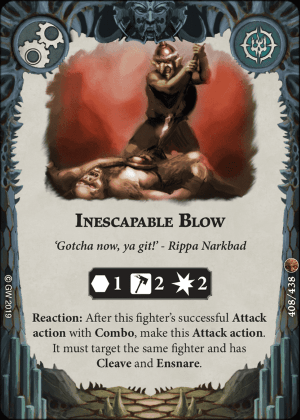 Inescapable Blow
‘Gotcha now, ya git!’ - Rippa Narkbad
1 2 2
Reaction: After this fighter's successful Attack
action with Combo, make this Attack action.
It must target the same fighter and has
Cleave and Ensnare.
© GW 2019
408/438